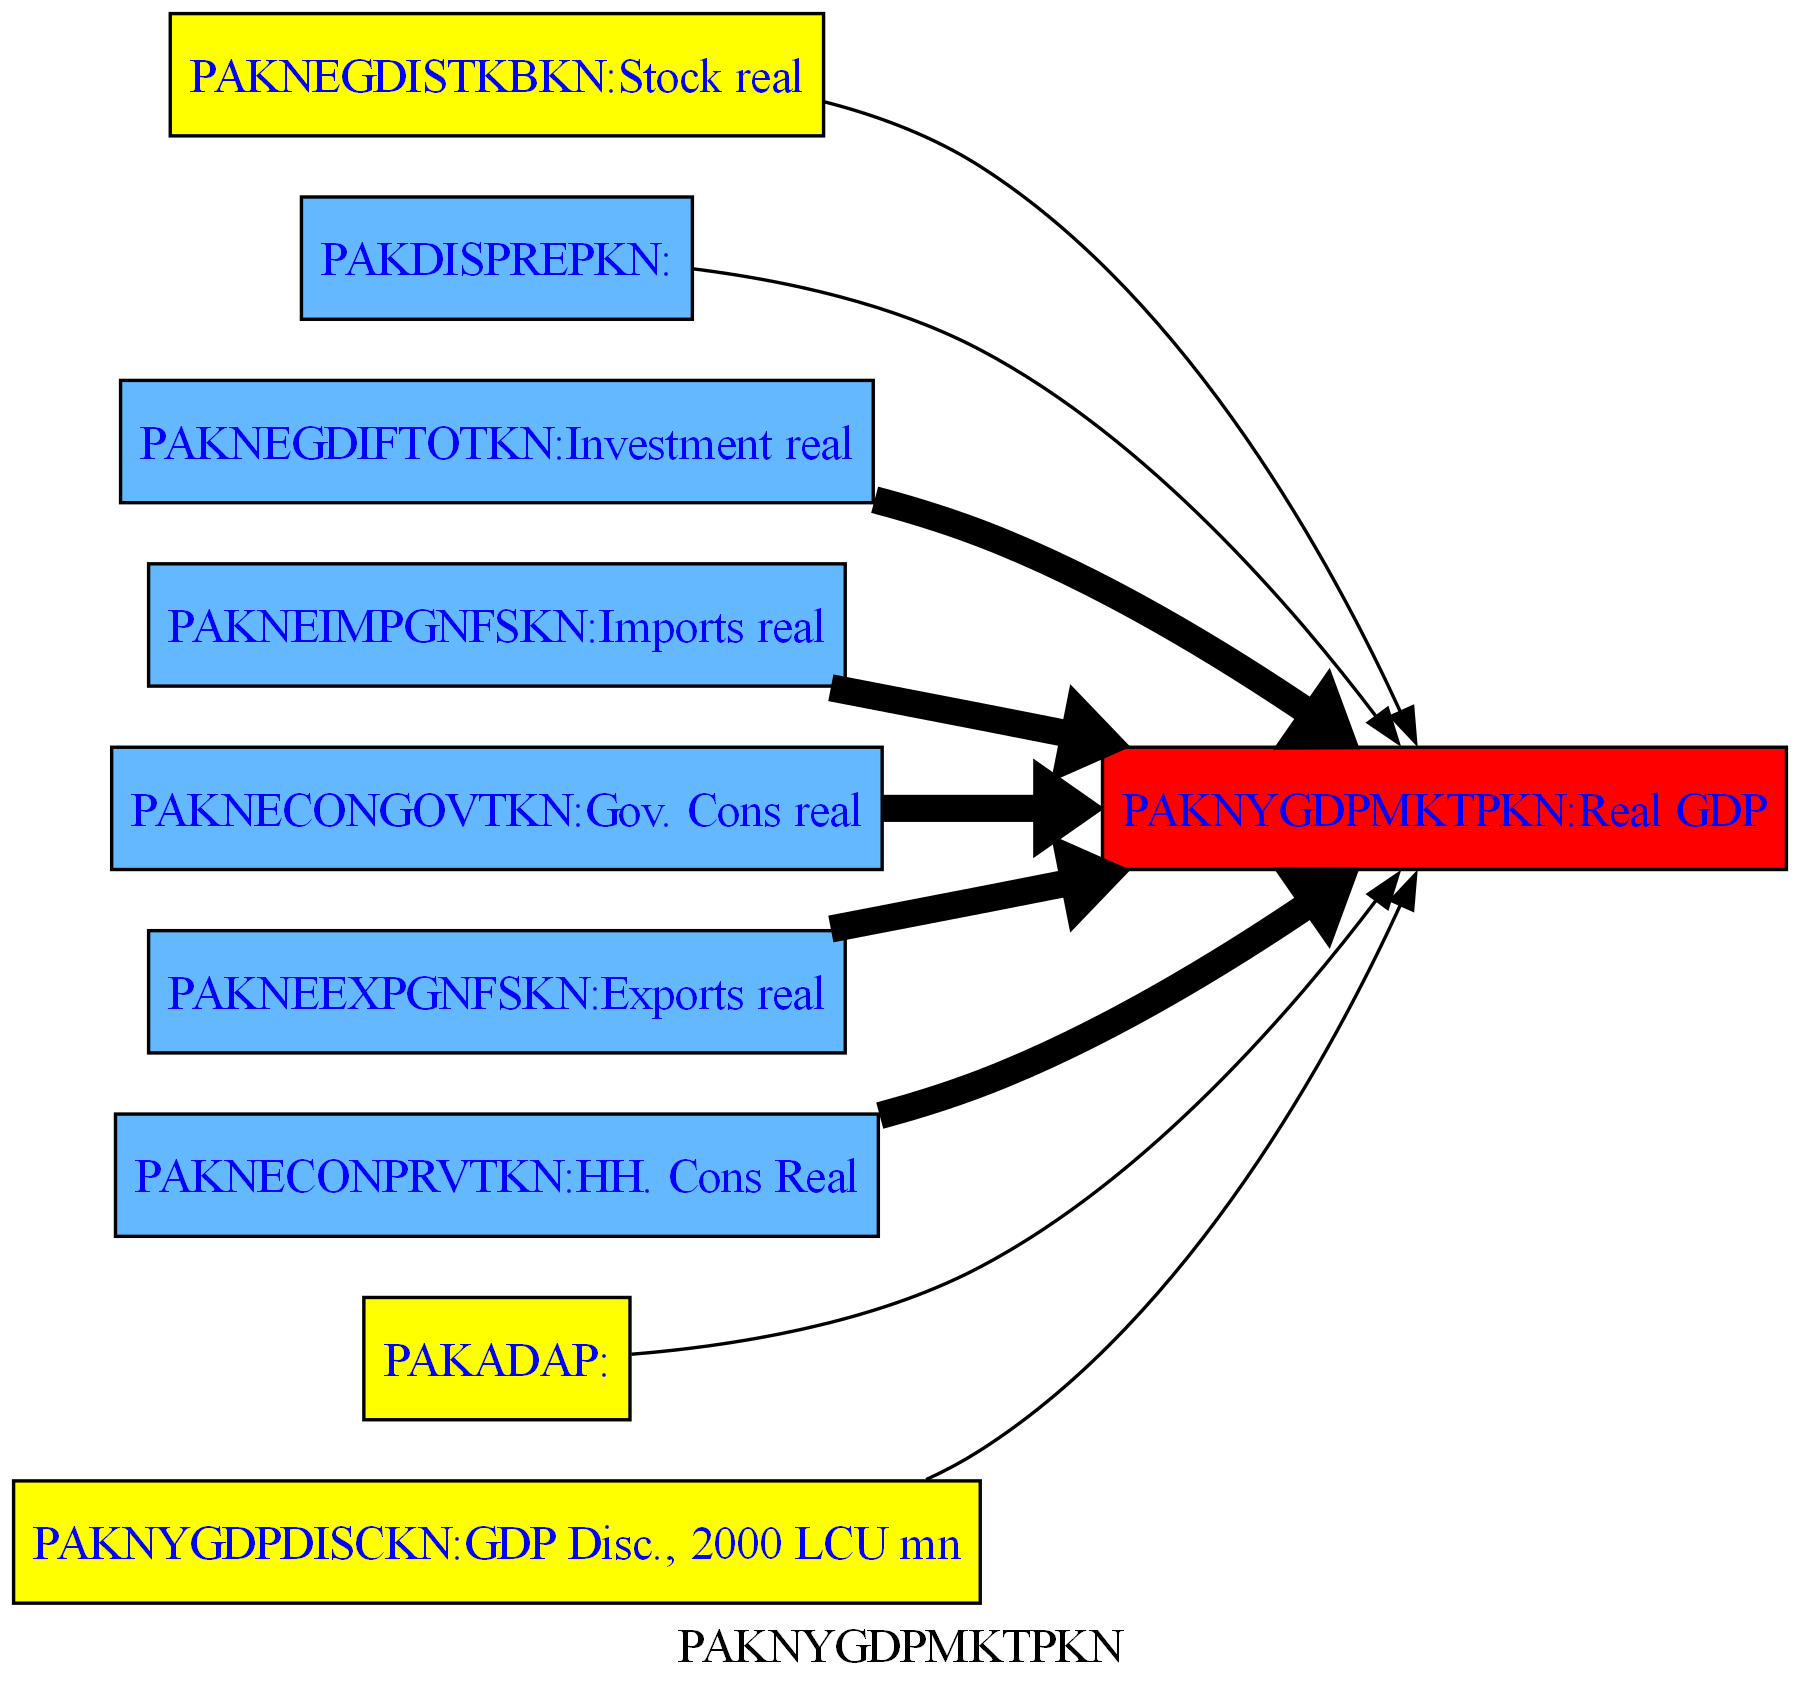 PAKNEGDISTKBKN:Stock real
PAKDISPREPKN:
PAKNEGDIFTOTKN:Investment real
PAKNEIMPGNFSKN:Imports real
PAKNECONGOVTKN:Gov. Cons real
PAKNYGDPMKTPKN:Real GDP
PAKNEEXPGNFSKN:Exports real
PAKNECONPRVTKN:HH. Cons Real
PAKADAP:
PAKNYGDPDISCKN:GDP Disc., 2000 LCU mn
PAKNYGDPMKTPKN